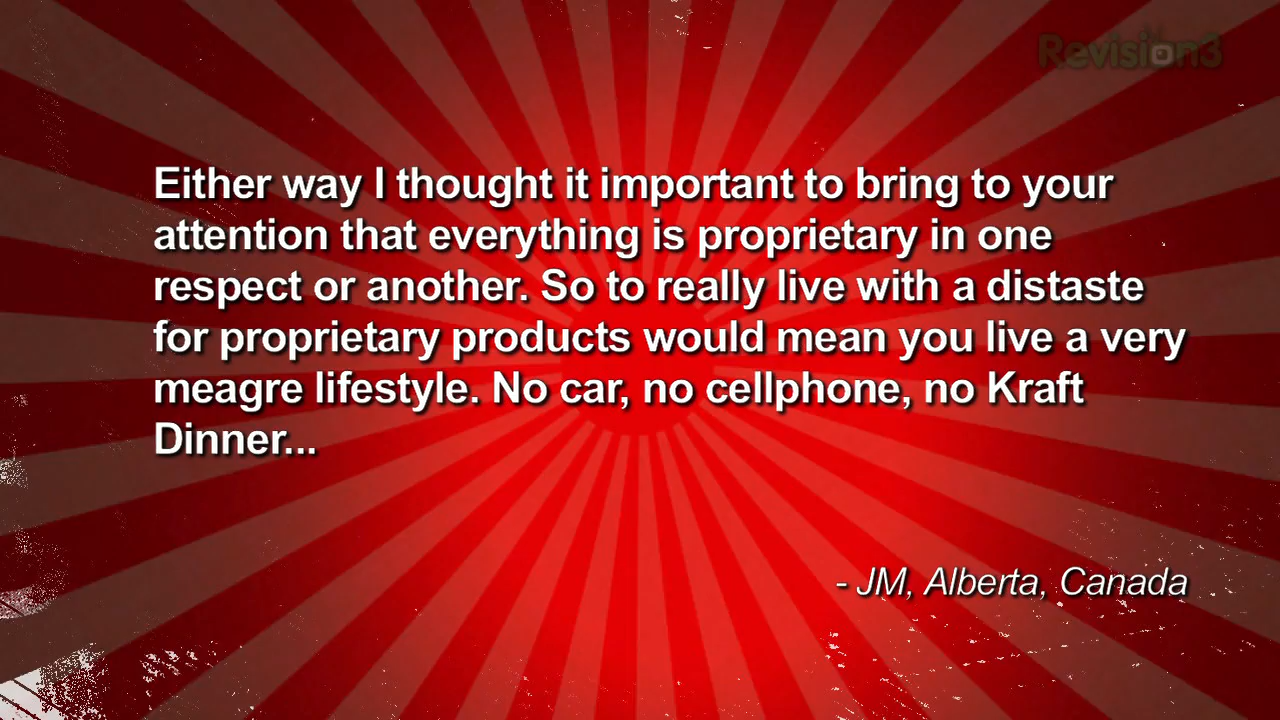 Revision3
Either way I thought it important to bring to your
attention that everything is proprietary in one
respect or another. So to really live with a distaste
for proprietary products would mean you live a very
meagre lifestyle. No car, no cellphone, no Kraft
Dinner...
- JM, Alberta, Canada